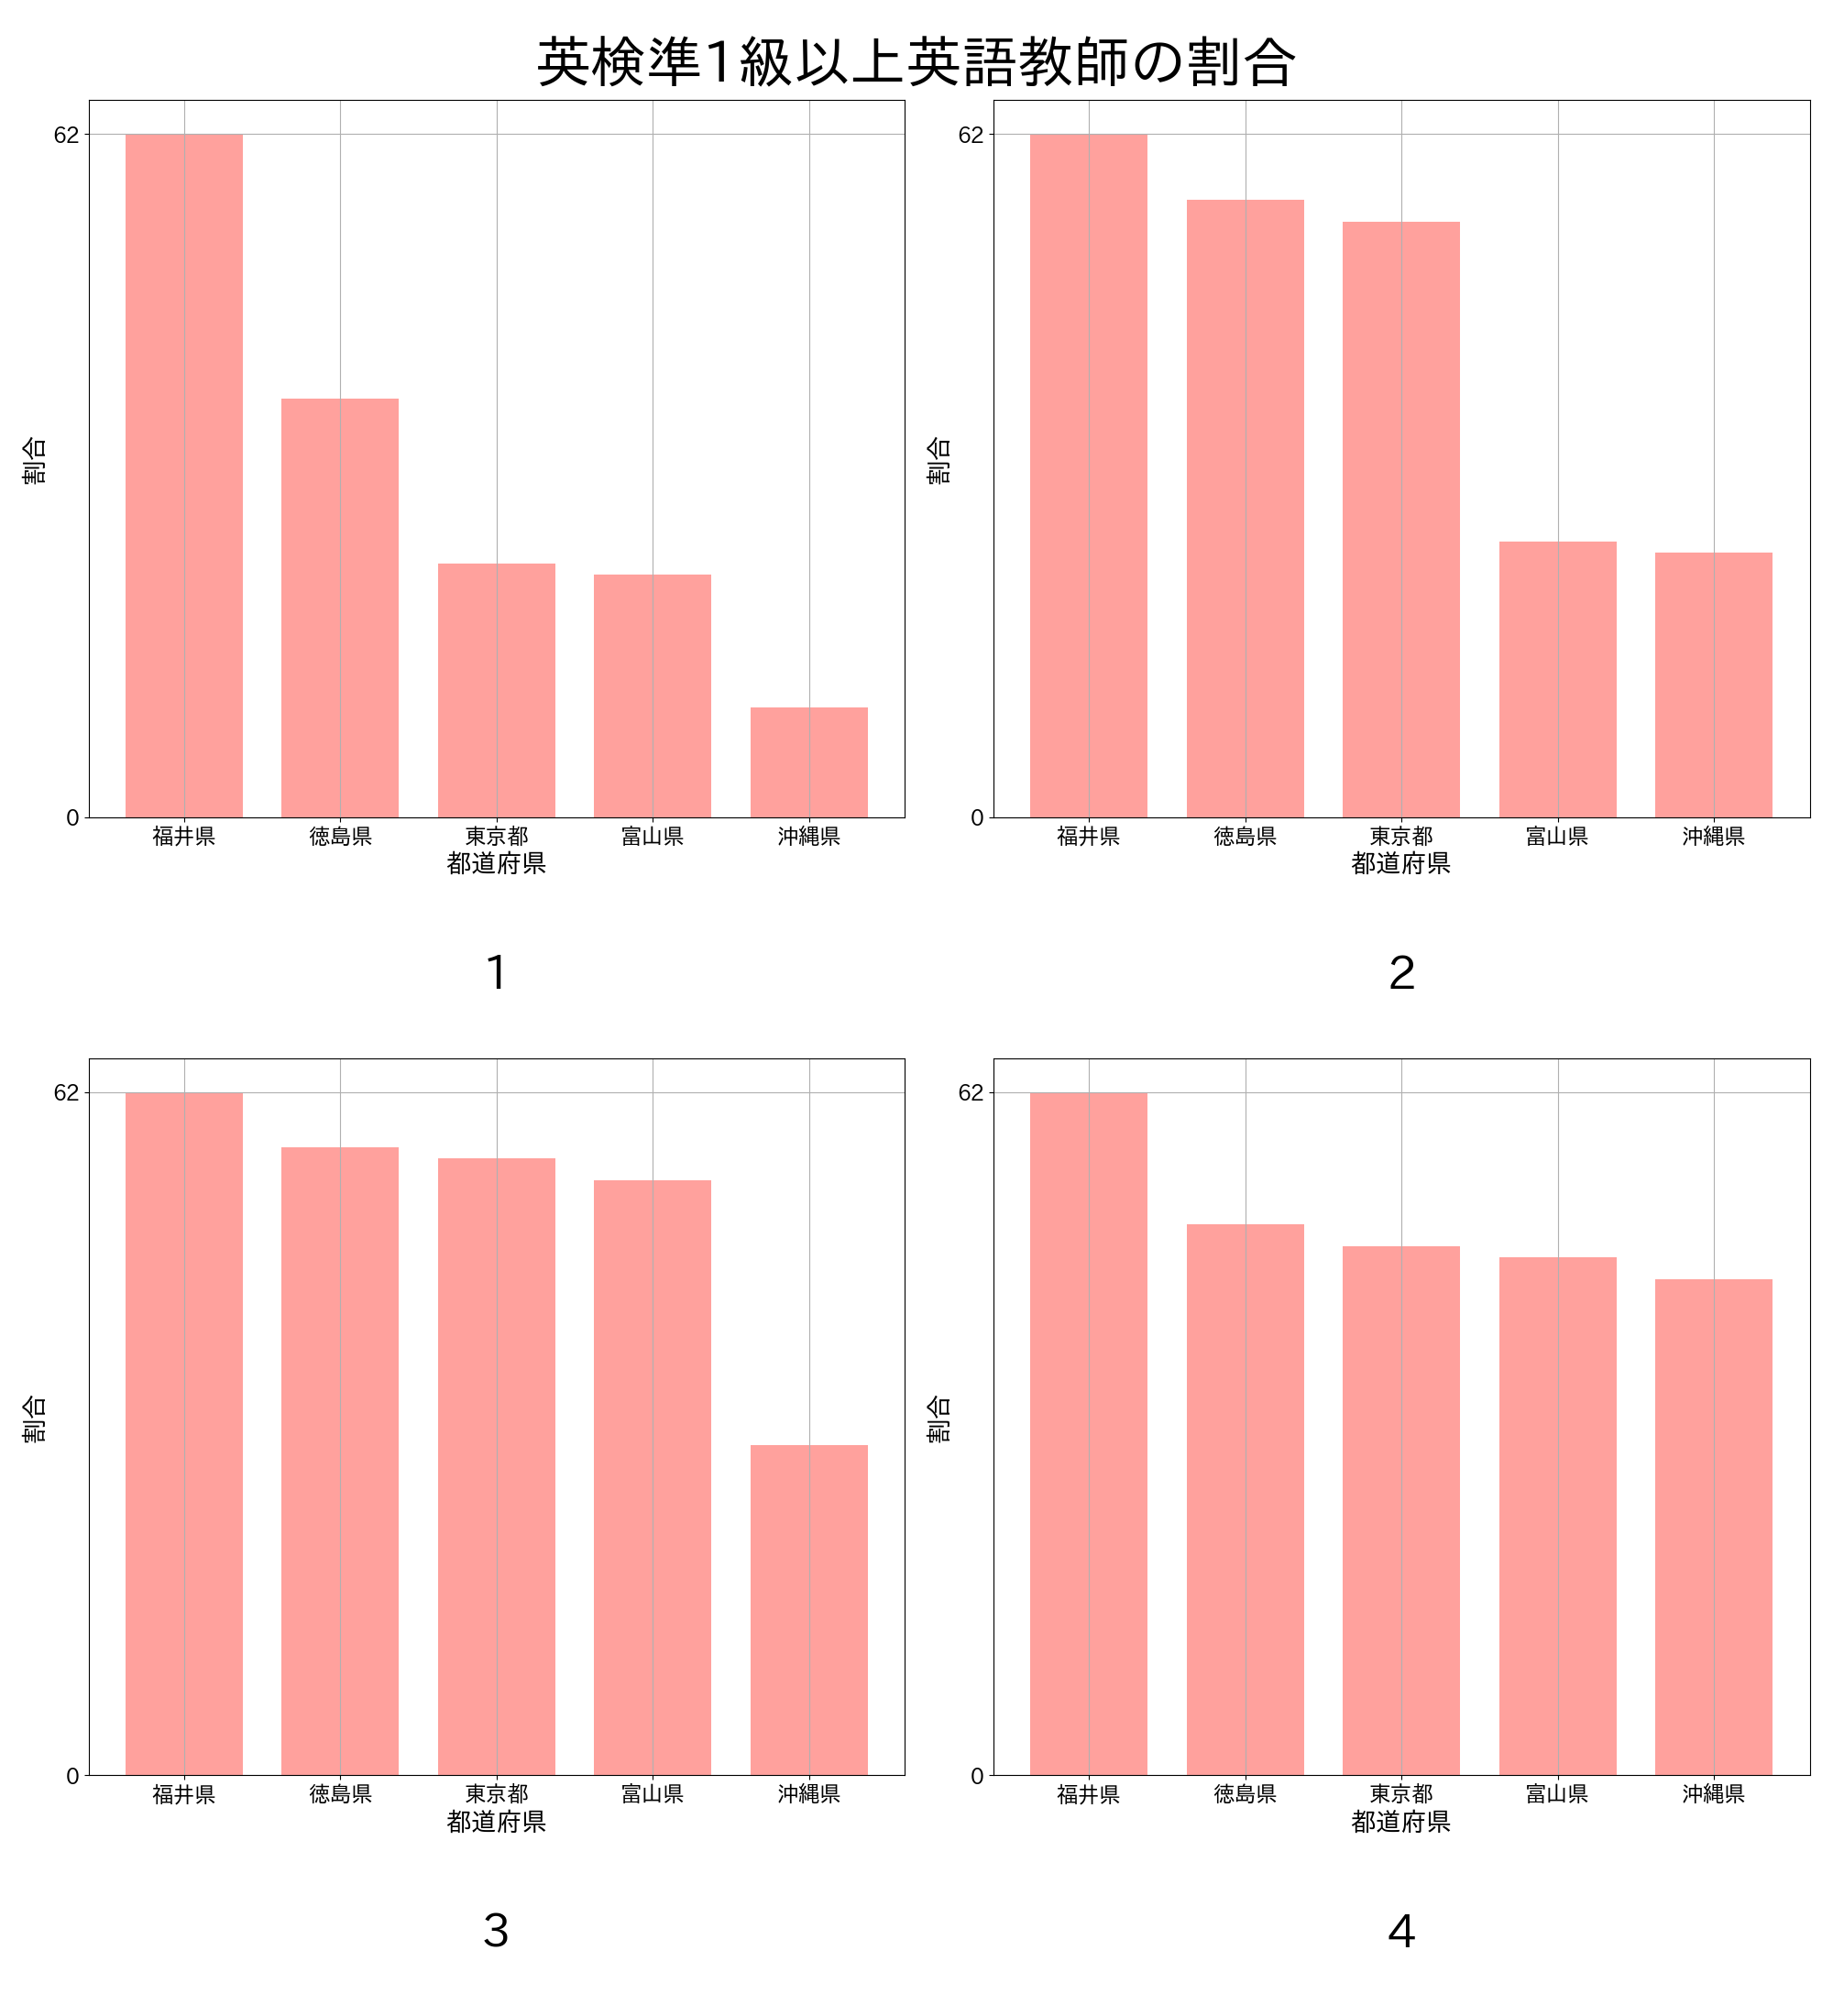 英検準1級以上英語教師の割合
62
割合
0
福井県 徳島県 東京都 富山県 沖縄県
都道府県
1
62
割合
0
福井県 徳島県 東京都 富山県 沖縄県
都道府県
2
62
割合
0
福井県 徳島県 東京都 富山県 沖縄県
都道府県
3
62
割合
0
福井県 徳島県 東京都 富山県 沖縄県
都道府県
4